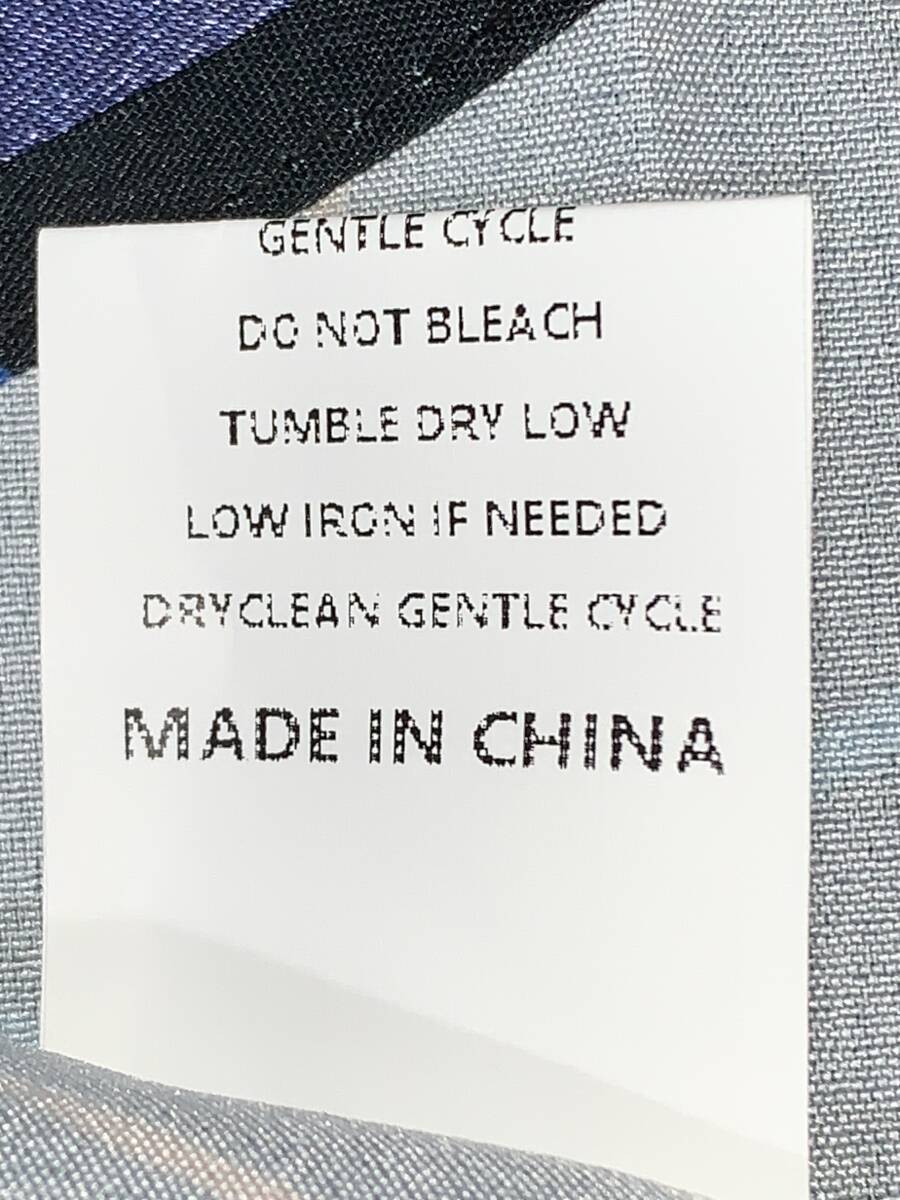 GENTLE CYCLE
DO NOT BLEACH
TUMBLE DRY LOW
LOW IRON IF NEEDED
DRYCLEAN GENTLE CYCLE
MADE IN CHINA